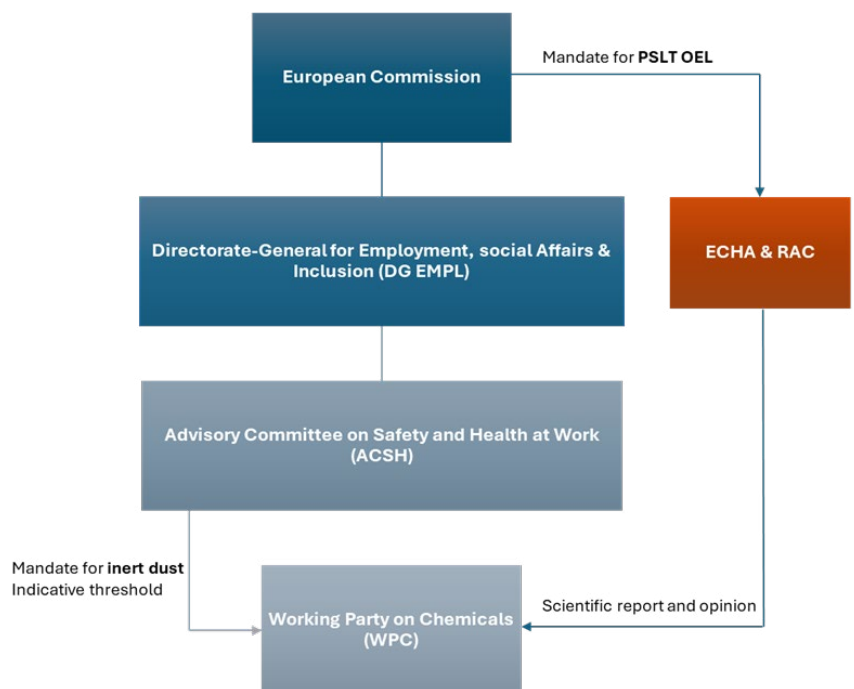 European Commission
Mandate for PSLT OEL
Directorate-General for Employment, social Affairs &
Inclusion (DG EMPL)
ECHA & RAC
Advisory Committee on Safety and Health at Work
(ACSH)
Mandate for inert dust
Indicative threshold
Working Party on Chemicals
(WPC)
Scientific report and opinion